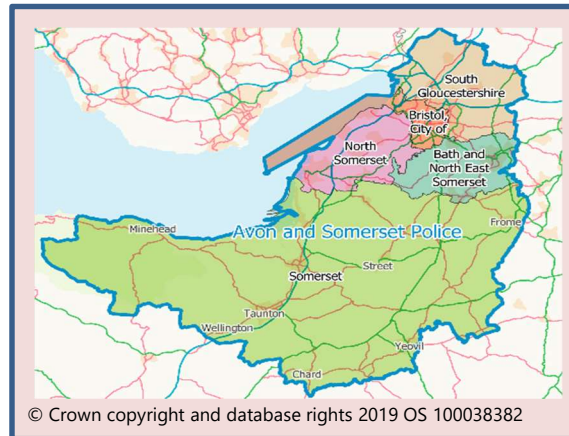 South
Gloucestershire
Bristol,
City of
North
Somerset
Bath and
North East
Somerset
Minehead
Avon and Somerset Police
Frome
Somerset
Street
Taunton
Wellington
Yeovil
Chard
© Crown copyright and database rights 2019 OS 100038382